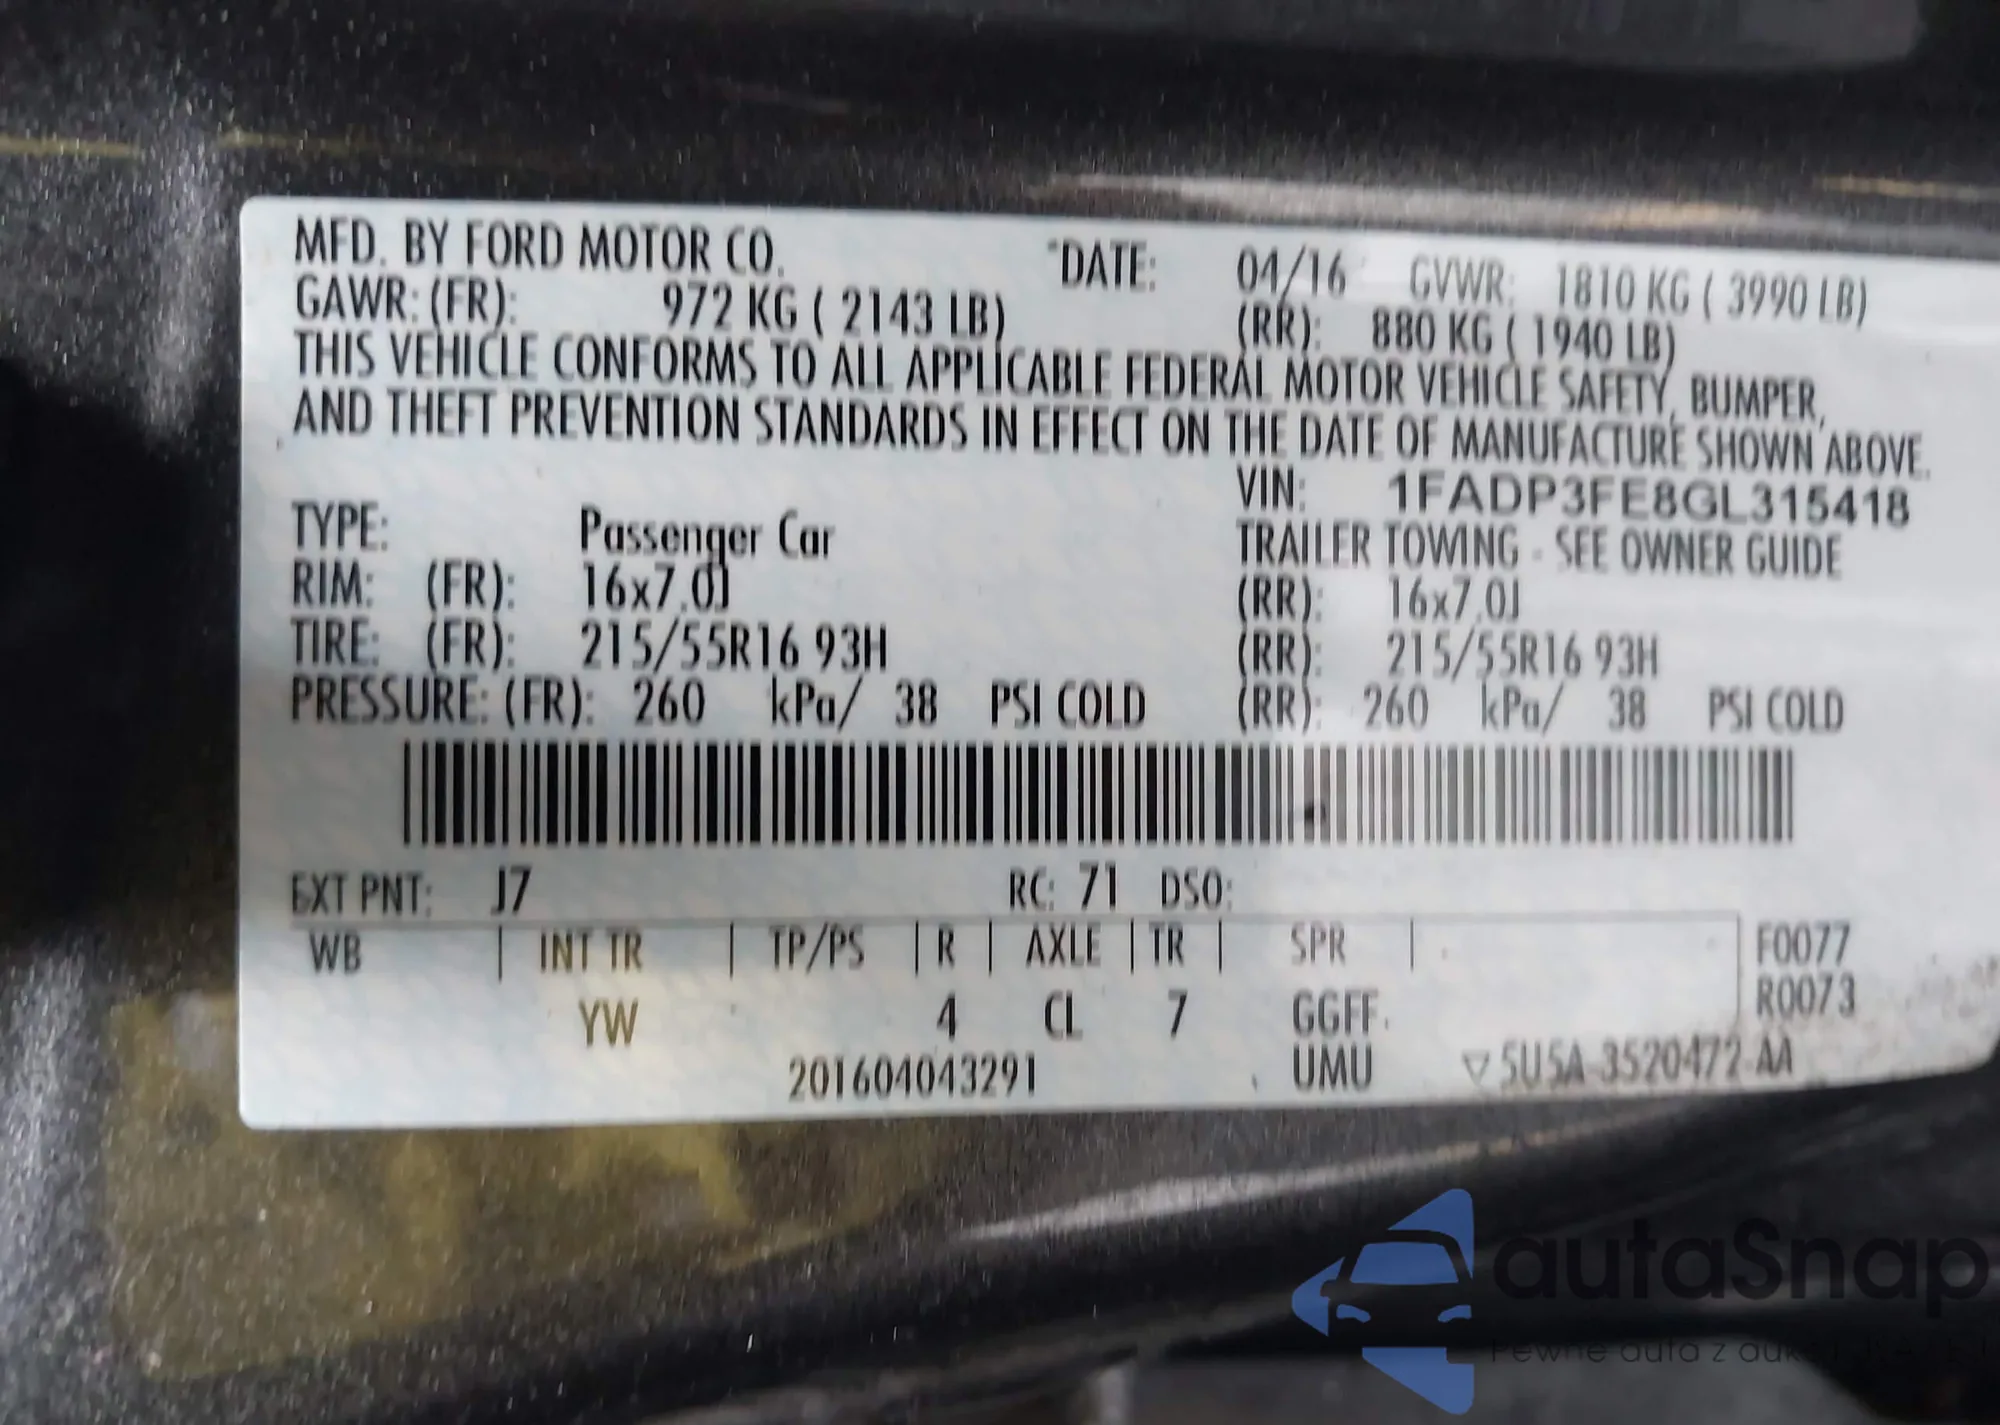 MFD. BY FORD MOTOR CO. DATE: 04/16 GVWR: 1810 KG ( 3990 LB)
GAWR: (FR): 972 KG ( 2143 LB) (RR): 880 KG ( 1940 LB)
THIS VEHICLE CONFORMS TO ALL APPLICABLE FEDERAL MOTOR VEHICLE SAFETY, BUMPER,
AND THEFT PREVENTION STANDARDS IN EFFECT ON THE DATE OF MANUFACTURE SHOWN ABOVE.
VIN: 1FADP3FE8GL315418
TYPE: Passenger Car TRAILER TOWING - SEE OWNER GUIDE
RIM: (FR): 16x7.0J (RR): 16x7.0J
TIRE: (FR): 215/55R16 93H (RR): 215/55R16 93H
PRESSURE: (FR): 260 kPa/ 38 PSI COLD (RR): 260 kPa/ 38 PSI COLD
EXT PNT: J7 RC: 71 DSO:
WB | INT TR | TP/PS | R | AXLE | TR | SPR | F0077
R0073
YW 4 CL 7 GGFF
201604043291 UMU ▽ 5U5A-3520472-AA
autaSnap
Pewne auta z